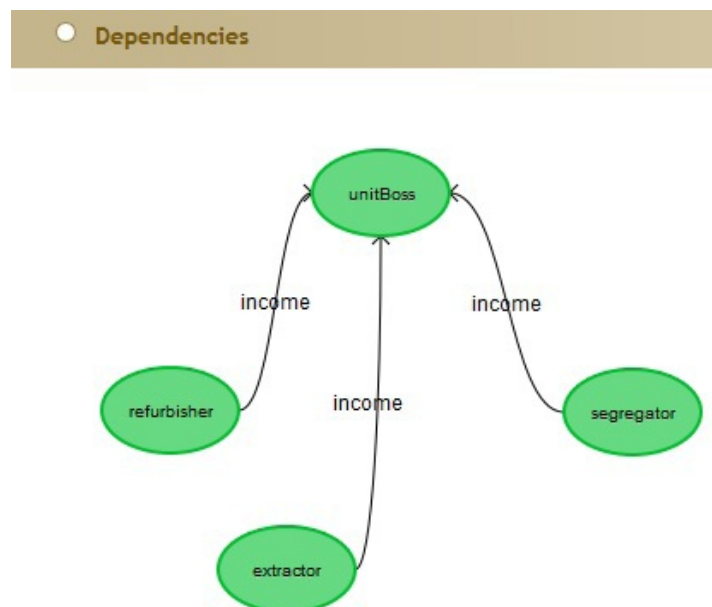 Dependencies
unitBoss
income
income
income
refurbisher
segregator
extractor